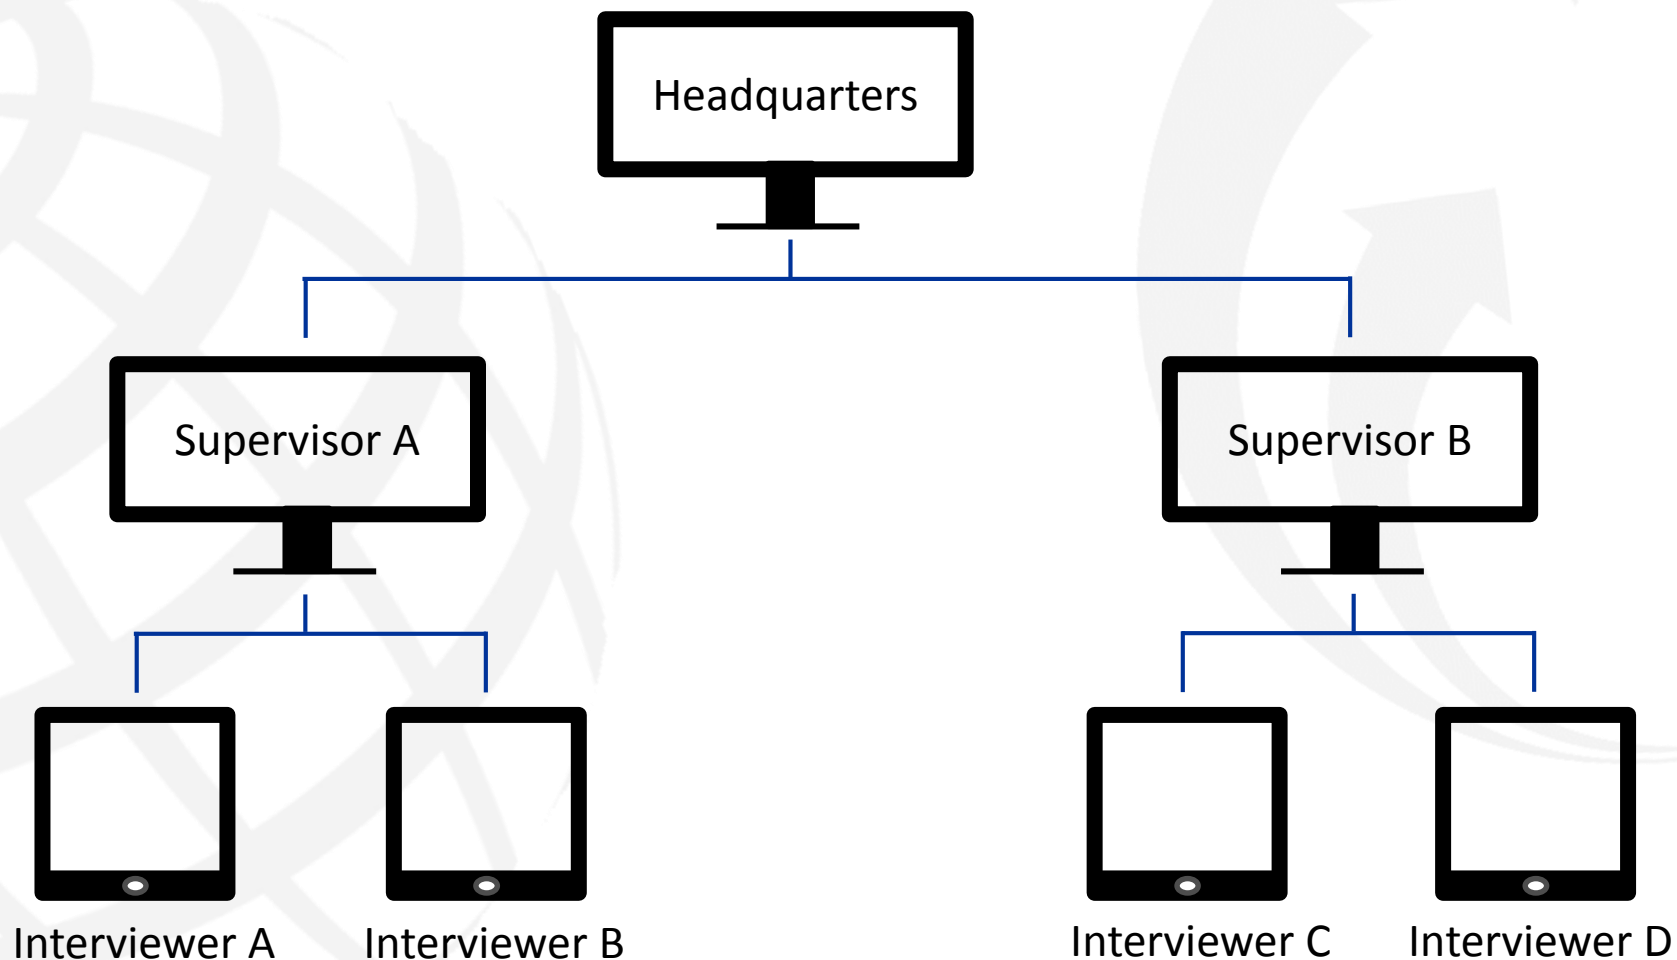 Headquarters
Supervisor A
Supervisor B
Interviewer A
Interviewer B
Interviewer C
Interviewer D